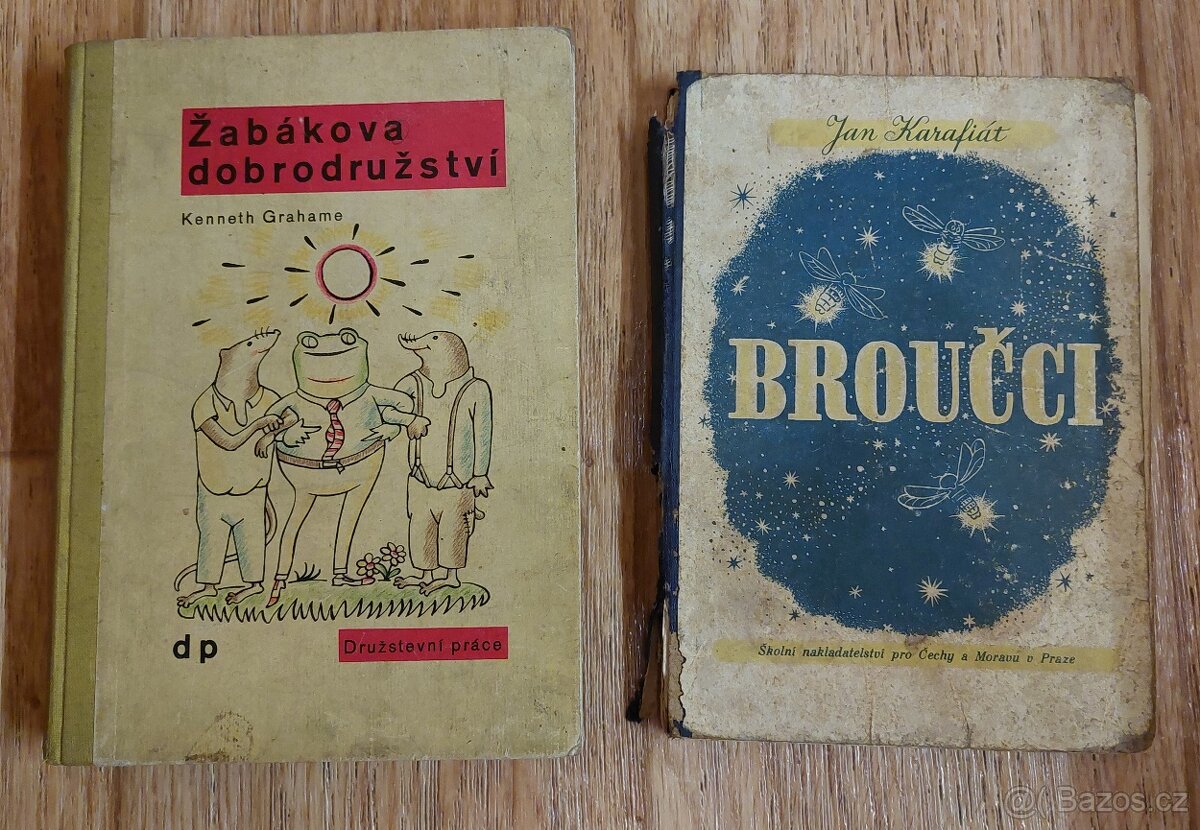 Žabákova
dobrodružství
Kenneth Grahame
dp
Družstevní práce
Jan Karafiát
BROUČCI
Školní nakladatelství pro Čechy a Moravu v Praze
Bazos.cz